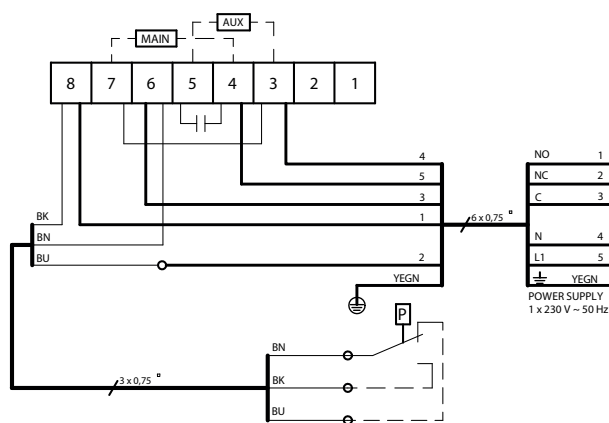 AUX
MAIN
8 7 6 5 4 3 2 1
4
5
3
1
2
YEGN
6 x 0,75 ▫
NO 1
NC 2
C 3
N 4
L1 5
YEGN
POWER SUPPLY
1 x 230 V ~ 50 Hz
BK
BN
BU
P
BN
BK
BU
3 x 0,75 ▫